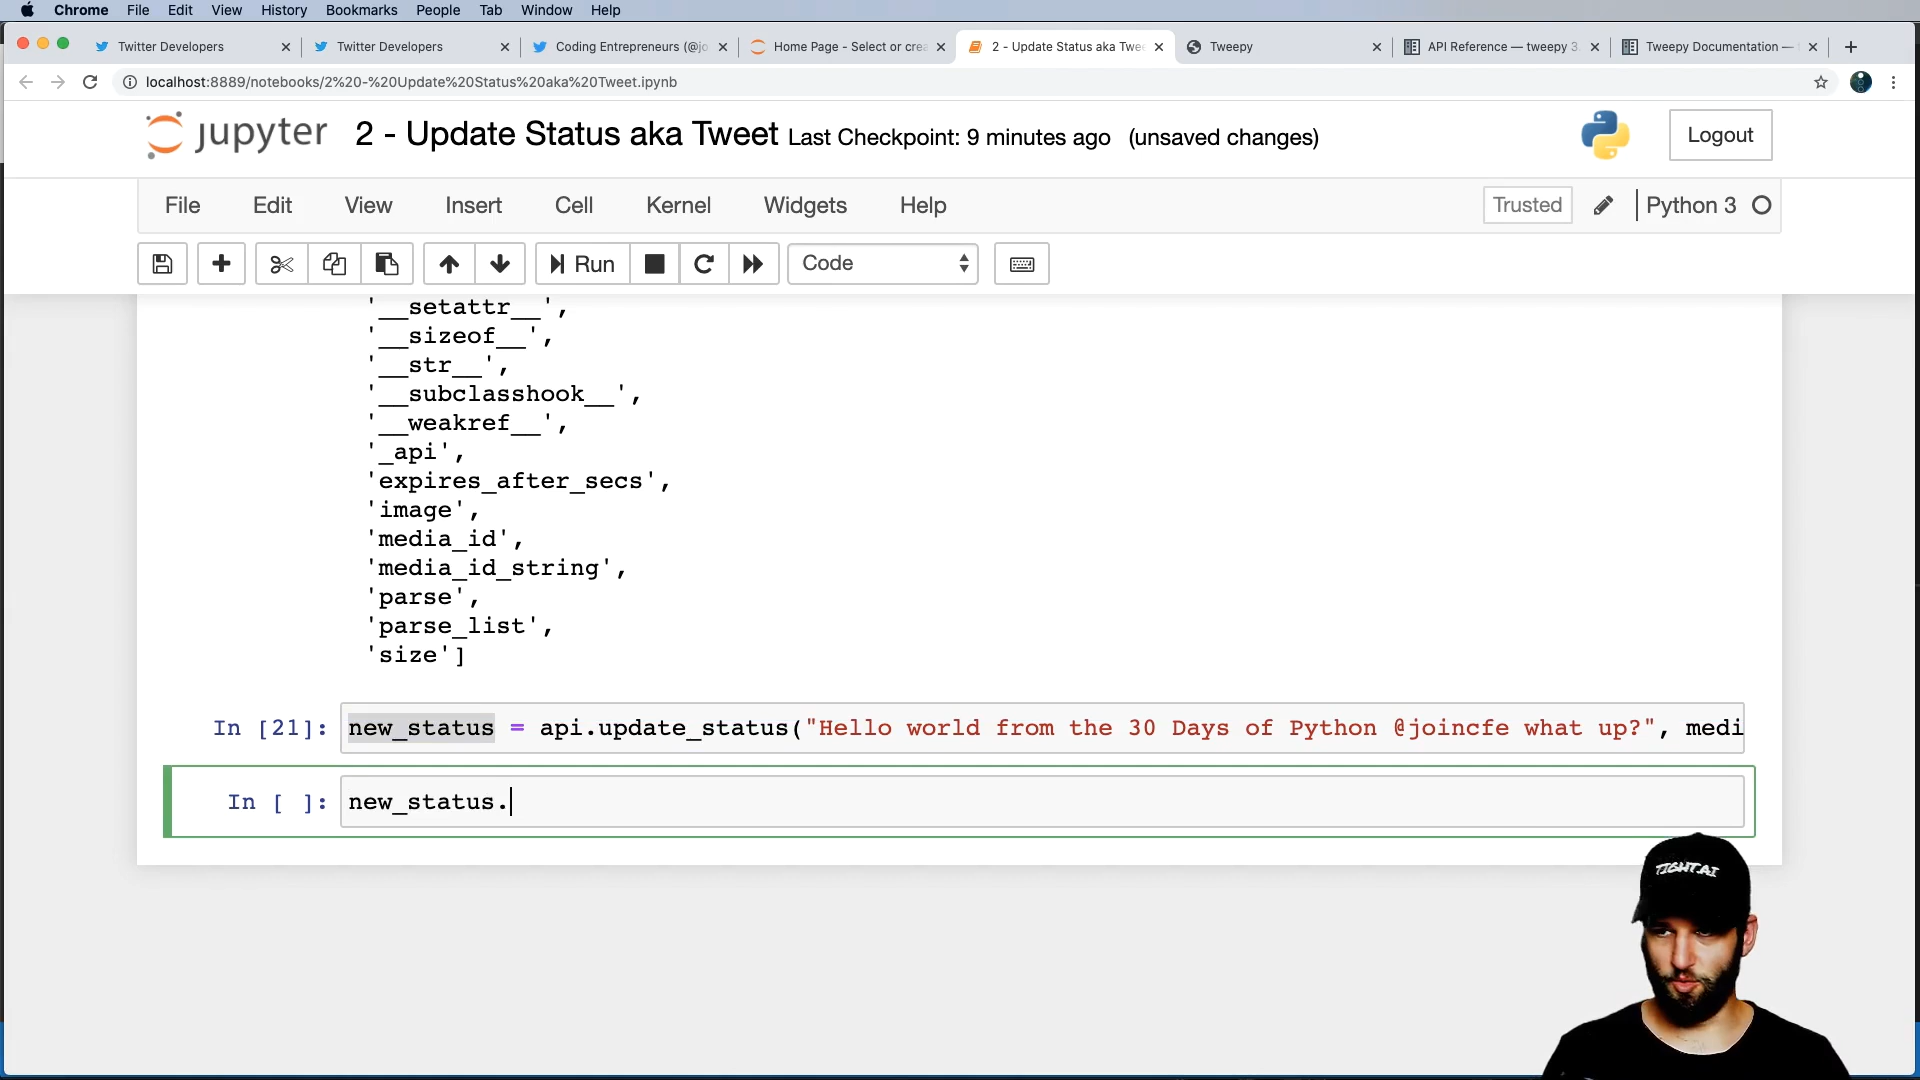 Chrome File Edit View History Bookmarks People Tab Window Help
Twitter Developers
Twitter Developers
Coding Entrepreneurs (@jo
Home Page - Select or crea
2 - Update Status aka Twee
Tweepy
API Reference — tweepy 3
Tweepy Documentation —
localhost:8889/notebooks/2%20-%20Update%20Status%20aka%20Tweet.ipynb
jupyter 2 - Update Status aka Tweet Last Checkpoint: 9 minutes ago (unsaved changes)
Logout
File Edit View Insert Cell Kernel Widgets Help
Trusted
Python 3
Run
Code
'__setattr__',
'__sizeof__',
'__str__',
'__subclasshook__',
'__weakref__',
'_api',
'expires_after_secs',
'image',
'media_id',
'media_id_string',
'parse',
'parse_list',
'size']
In [21]: new_status = api.update_status("Hello world from the 30 Days of Python @joincfe what up?", medi
In [ ]: new_status.
TIGHT.AI